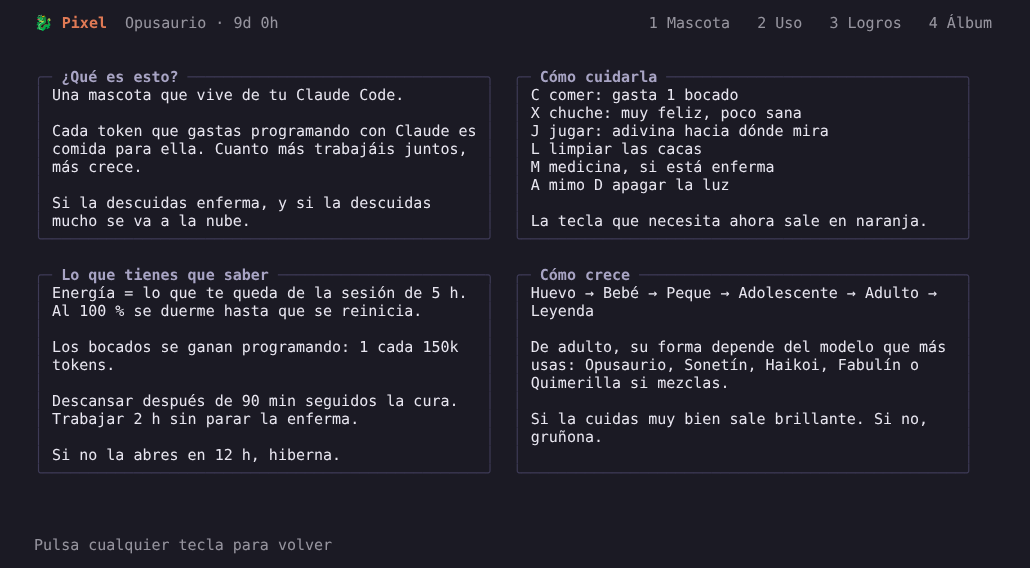 🐉 Pixel Opusaurio · 9d 0h 1 Mascota 2 Uso 3 Logros 4 Álbum
¿Qué es esto?
Una mascota que vive de tu Claude Code.
Cada token que gastas programando con Claude es
comida para ella. Cuanto más trabajáis juntos,
más crece.
Si la descuidas enferma, y si la descuidas
mucho se va a la nube.
Cómo cuidarla
C comer: gasta 1 bocado
X chuche: muy feliz, poco sana
J jugar: adivina hacia dónde mira
L limpiar las cacas
M medicina, si está enferma
A mimo D apagar la luz
La tecla que necesita ahora sale en naranja.
Lo que tienes que saber
Energía = lo que te queda de la sesión de 5 h.
Al 100 % se duerme hasta que se reinicia.
Los bocados se ganan programando: 1 cada 150k
tokens.
Descansar después de 90 min seguidos la cura.
Trabajar 2 h sin parar la enferma.
Si no la abres en 12 h, hiberna.
Cómo crece
Huevo → Bebé → Peque → Adolescente → Adulto →
Leyenda
De adulto, su forma depende del modelo que más
usas: Opusaurio, Sonetín, Haikoi, Fabulín o
Quimerilla si mezclas.
Si la cuidas muy bien sale brillante. Si no,
gruñona.
Pulsa cualquier tecla para volver